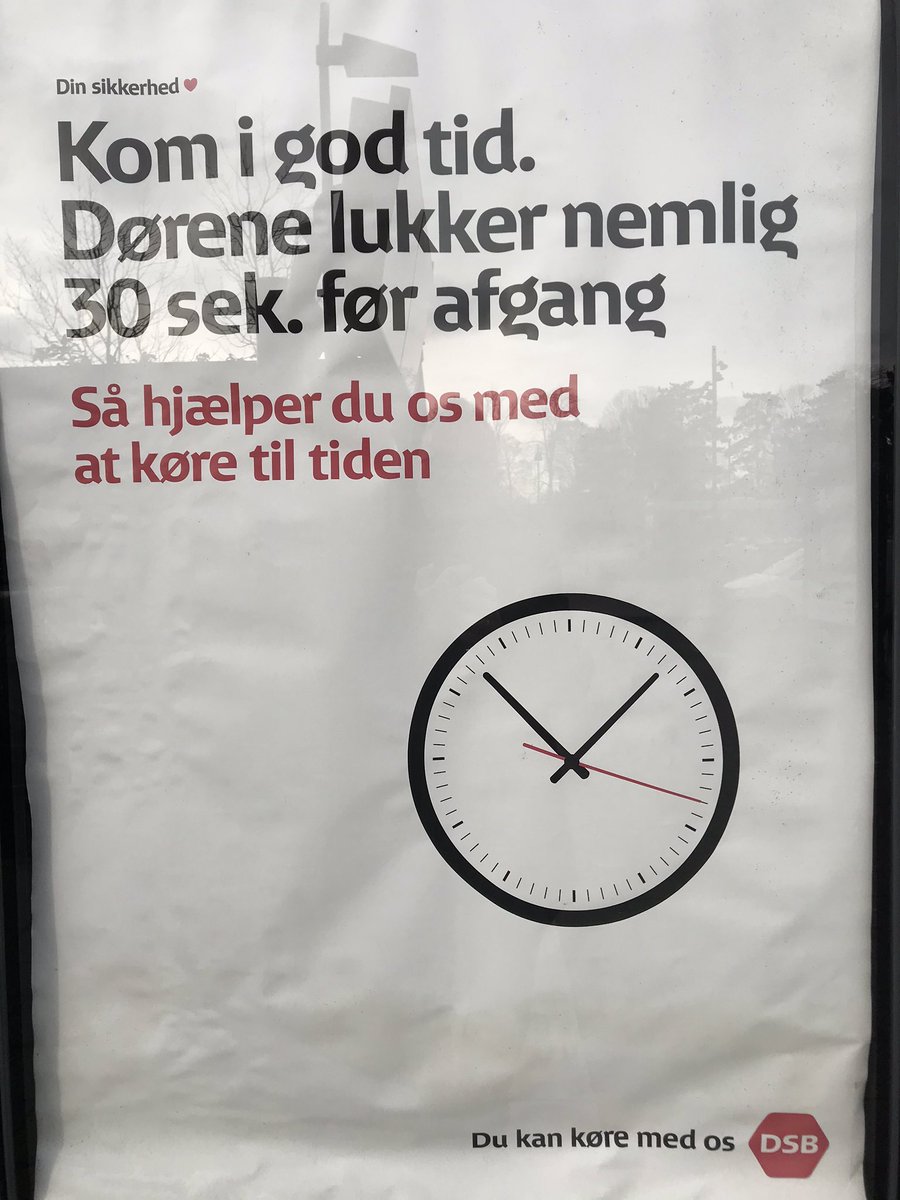 Din sikkerhed ♥
Kom i god tid.
Dørene lukker nemlig
30 sek. før afgang
Så hjælper du os med
at køre til tiden
Du kan køre med os DSB